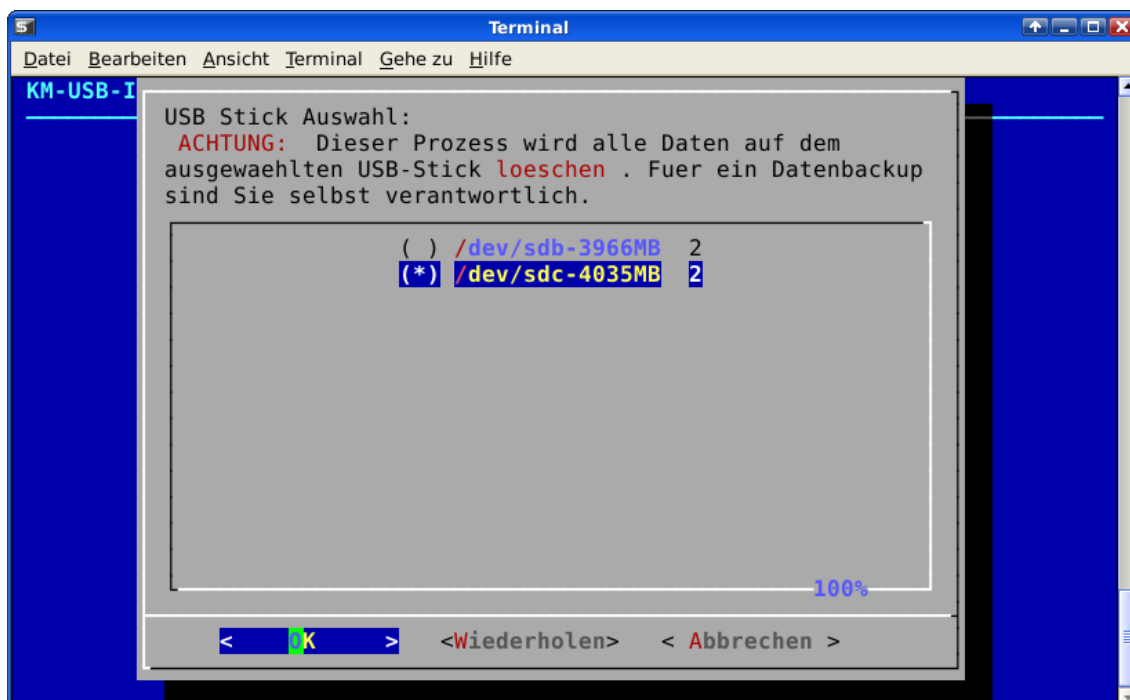 Terminal
Datei Bearbeiten Ansicht Terminal Gehe zu Hilfe
KM-USB-I
USB Stick Auswahl:
ACHTUNG: Dieser Prozess wird alle Daten auf dem
ausgewaehlten USB-Stick loeschen . Fuer ein Datenbackup
sind Sie selbst verantwortlich.
( ) /dev/sdb-3966MB 2
(*) /dev/sdc-4035MB 2
100%
< OK > <Wiederholen> < Abbrechen >